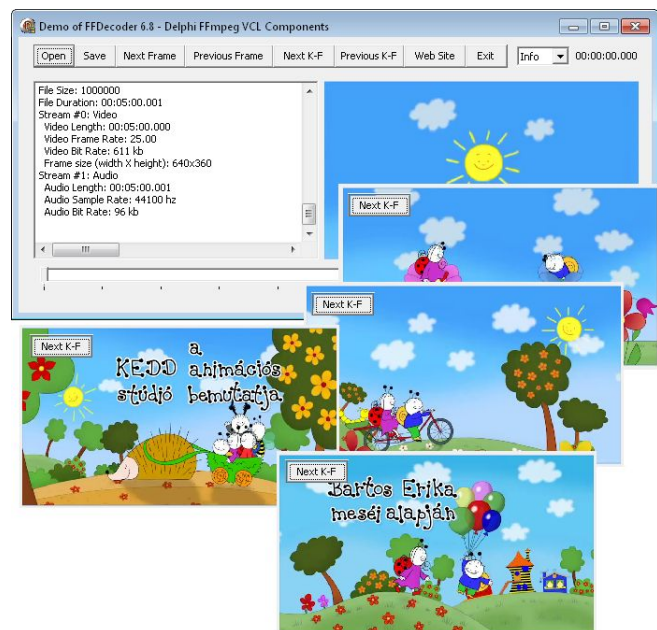 Demo of FFDecoder 6.8 - Delphi FFmpeg VCL Components
Open Save Next Frame Previous Frame Next K-F Previous K-F Web Site Exit Info 00:00:00.000
File Size: 1000000
File Duration: 00:05:00.001
Stream #0: Video
Video Length: 00:05:00.000
Video Frame Rate: 25.00
Video Bit Rate: 611 kb
Frame size (width X height): 640x360
Stream #1: Audio
Audio Length: 00:05:00.001
Audio Sample Rate: 44100 hz
Audio Bit Rate: 96 kb
Next K-F
Next K-F
Next K-F
a
KEDD animációs
stúdió bemutatja
Next K-F
Bartos Erika
meséi alapján